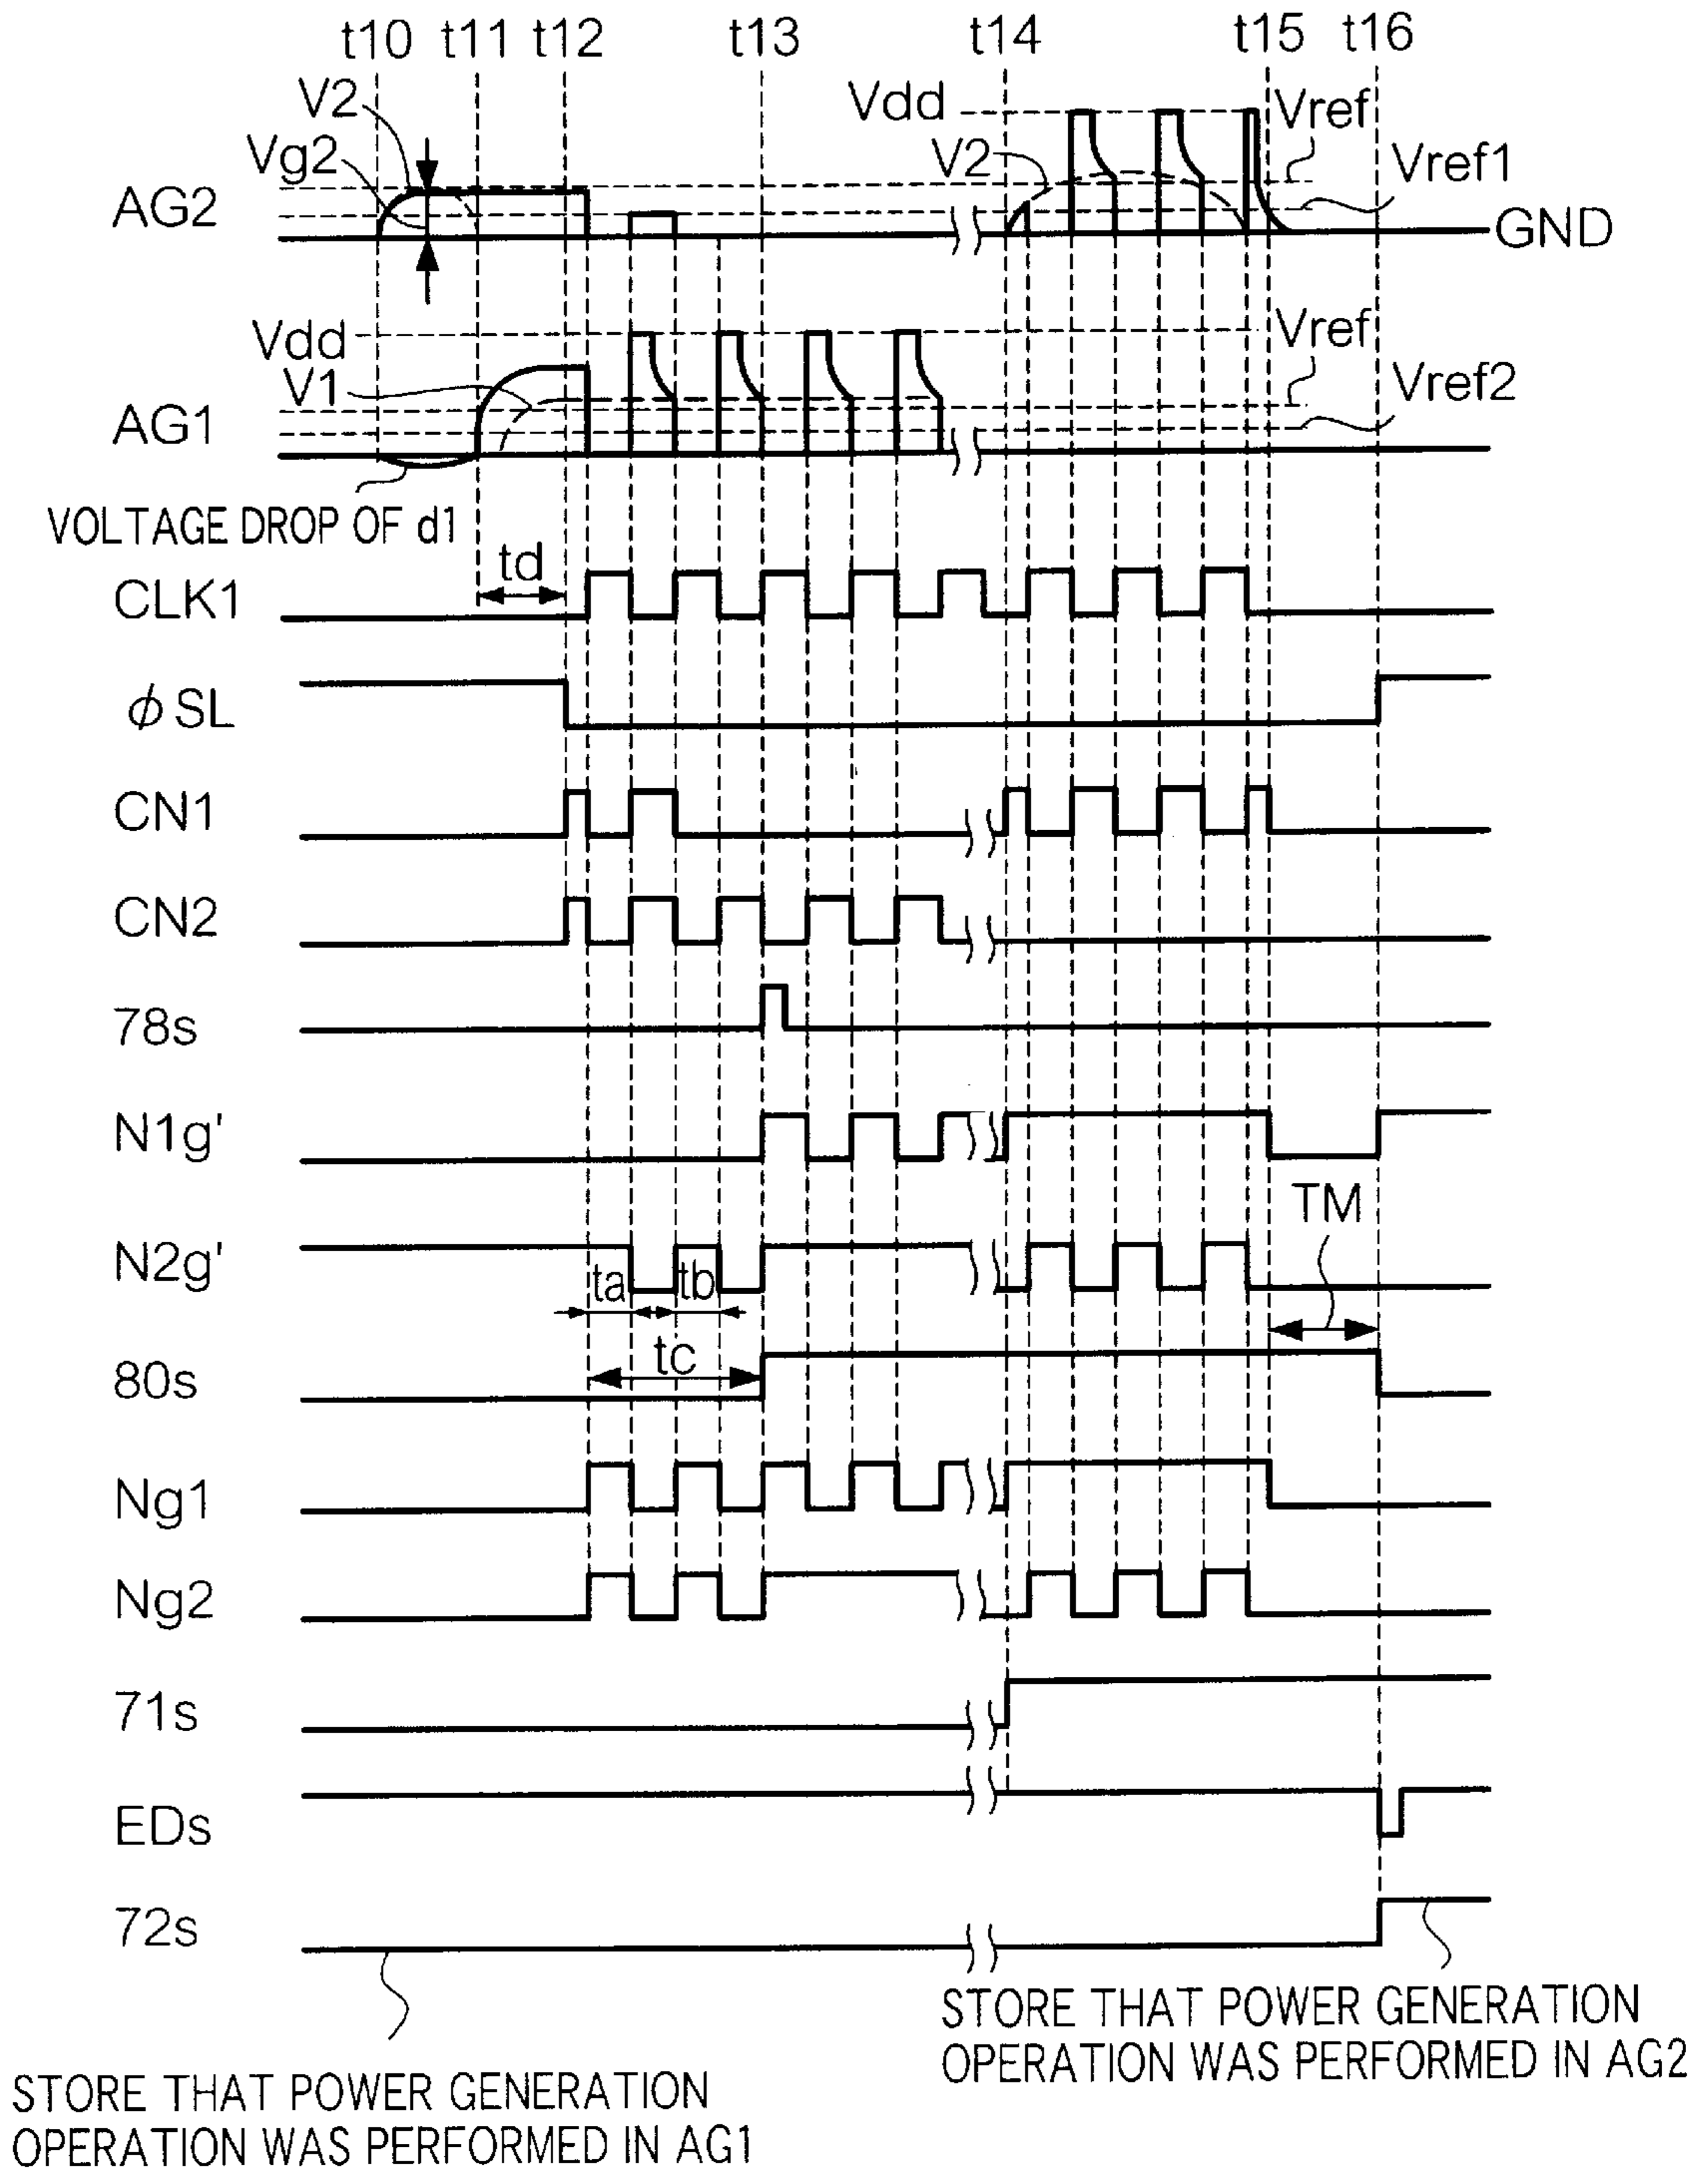 t10 t11 t12 t13 t14 t15 t16
V2
Vg2
AG2
Vdd
V2
Vref
Vref1
GND
Vdd
V1
AG1
Vref
Vref2
VOLTAGE DROP OF d1
td
CLK1
ϕSL
CN1
CN2
78s
N1g'
TM
N2g'
ta tb
tc
80s
Ng1
Ng2
71s
EDs
72s
STORE THAT POWER GENERATION
OPERATION WAS PERFORMED IN AG2
STORE THAT POWER GENERATION
OPERATION WAS PERFORMED IN AG1